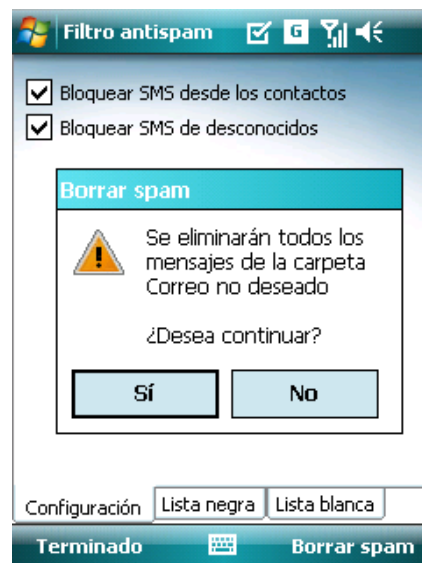 Filtro antispam
G
Bloquear SMS desde los contactos
Bloquear SMS de desconocidos
Borrar spam
Se eliminarán todos los
mensajes de la carpeta
Correo no deseado
¿Desea continuar?
Sí
No
Configuración
Lista negra
Lista blanca
Terminado
Borrar spam